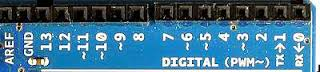 AREF
GND
13
12
~11
~10
~9
8
7
~6
~5
4
~3
2
TX→1
RX←0
DIGITAL (PWM~)